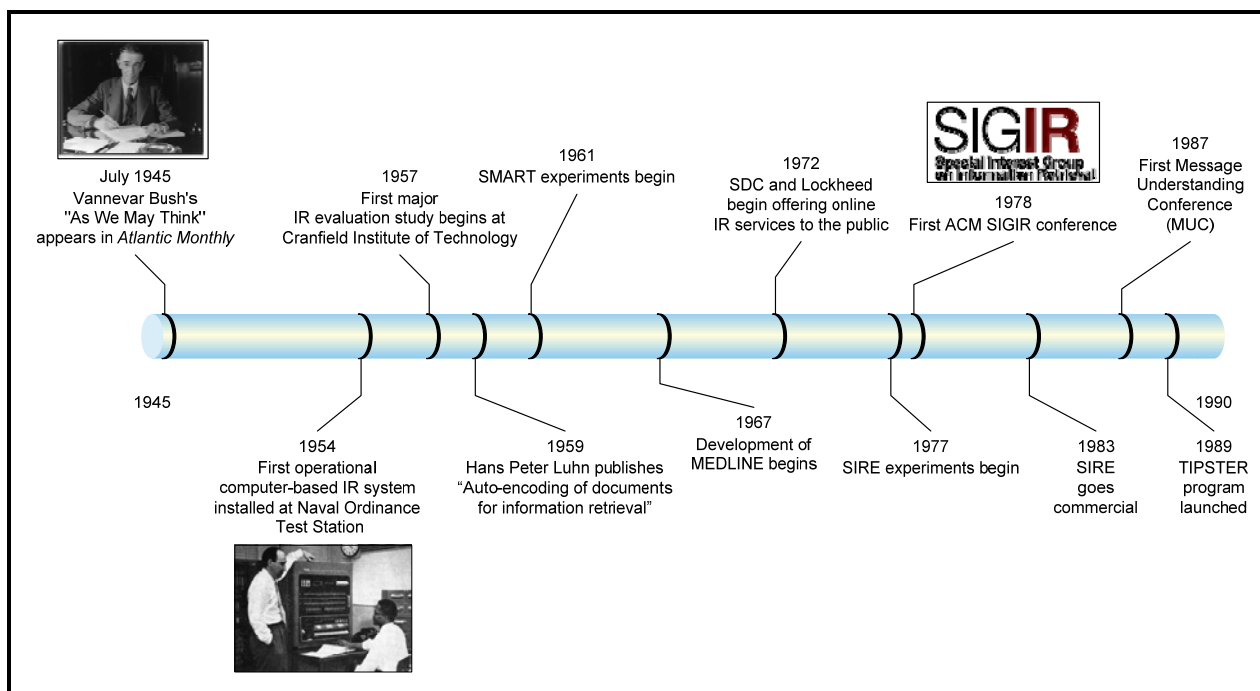 July 1945
Vannevar Bush's
"As We May Think"
appears in Atlantic Monthly
1957
First major
IR evaluation study begins at
Cranfield Institute of Technology
1961
SMART experiments begin
1972
SDC and Lockheed
begin offering online
IR services to the public
SIGIR
Special Interest Group
on Information Retrieval
1978
First ACM SIGIR conference
1987
First Message
Understanding
Conference
(MUC)
1945
1990
1954
First operational
computer-based IR system
installed at Naval Ordinance
Test Station
1959
Hans Peter Luhn publishes
“Auto-encoding of documents
for information retrieval”
1967
Development of
MEDLINE begins
1977
SIRE experiments begin
1983
SIRE
goes
commercial
1989
TIPSTER
program
launched